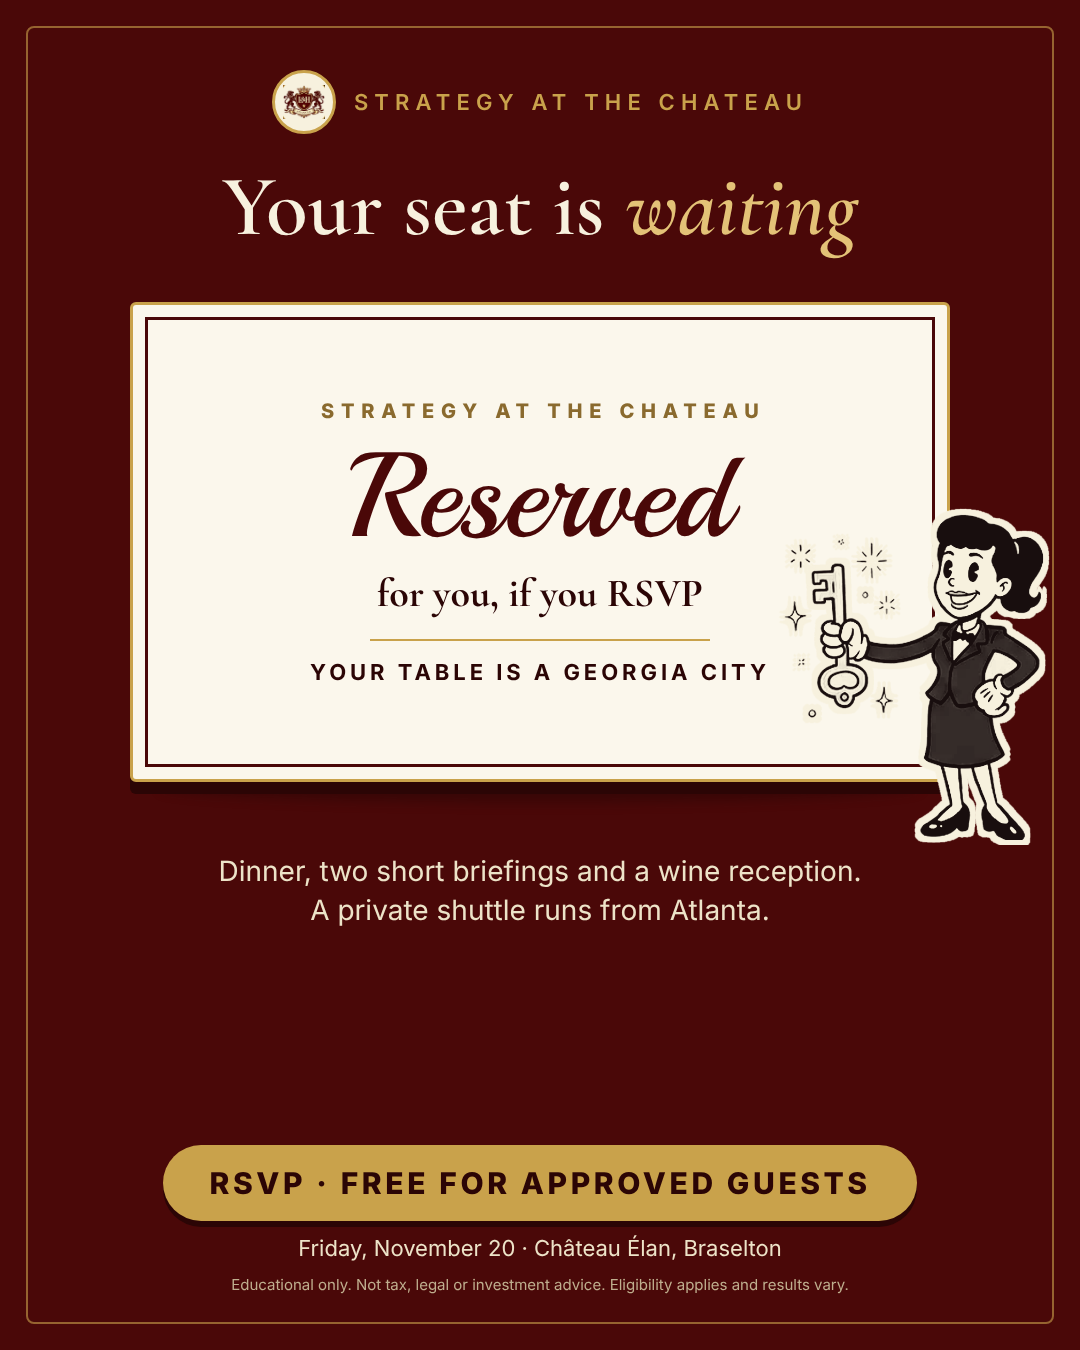 STRATEGY AT THE CHATEAU
Your seat is waiting
STRATEGY AT THE CHATEAU
Reserved
for you, if you RSVP
YOUR TABLE IS A GEORGIA CITY
Dinner, two short briefings and a wine reception.
A private shuttle runs from Atlanta.
RSVP · FREE FOR APPROVED GUESTS
Friday, November 20 · Château Élan, Braselton
Educational only. Not tax, legal or investment advice. Eligibility applies and results vary.